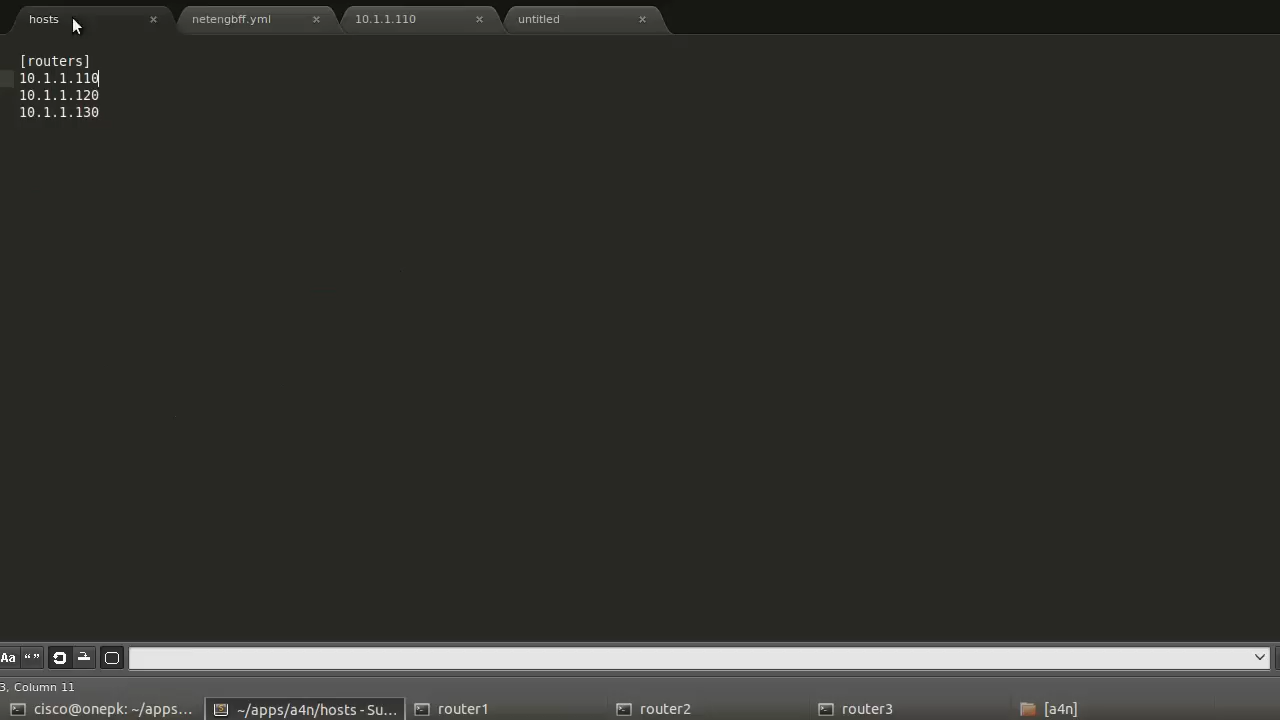 hosts × netengbff.yml × 10.1.1.110 × untitled ×
[routers]
10.1.1.110
10.1.1.120
10.1.1.130
Aa “ ”
3, Column 11
cisco@onepk: ~/apps... ~/apps/a4n/hosts - Su... router1 router2 router3 [a4n]